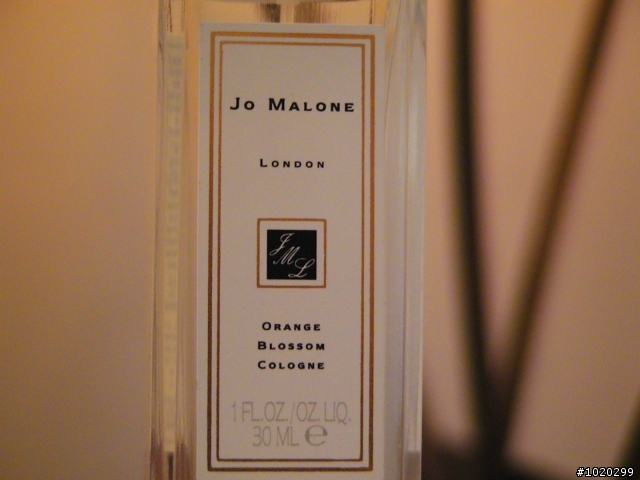 JO MALONE
LONDON
JML
ORANGE
BLOSSOM
COLOGNE
1 FL.OZ./OZ. LIQ.
30 ML e
#1020299